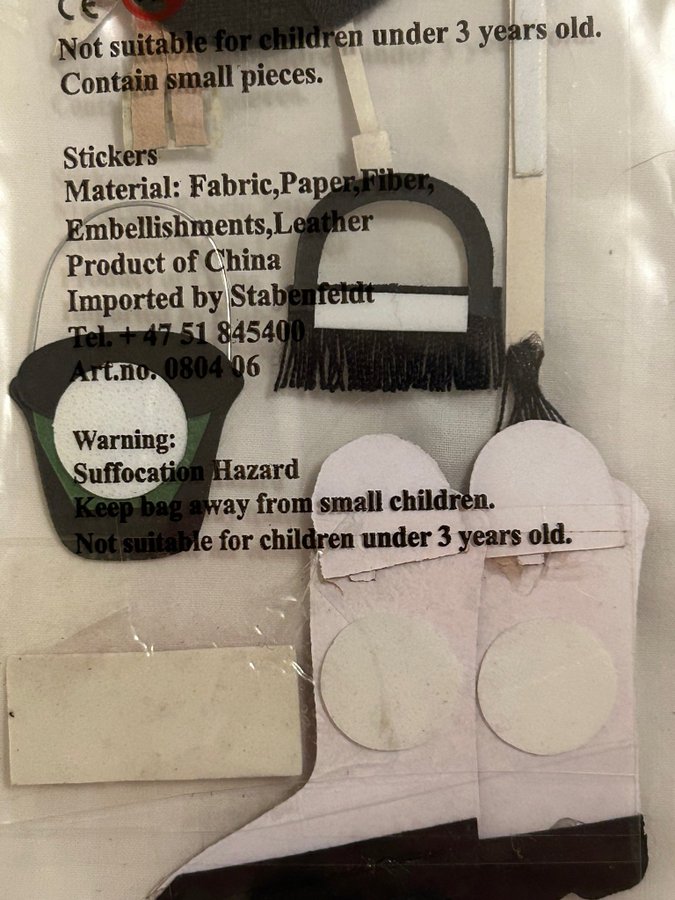 CE
Not suitable for children under 3 years old.
Contain small pieces.
Stickers
Material: Fabric,Paper,Fiber,
Embellishments,Leather
Product of China
Imported by Stabenfeldt
Tel. + 47 51 845400
Art.no. 0804 06
Warning:
Suffocation Hazard
Keep bag away from small children.
Not suitable for children under 3 years old.